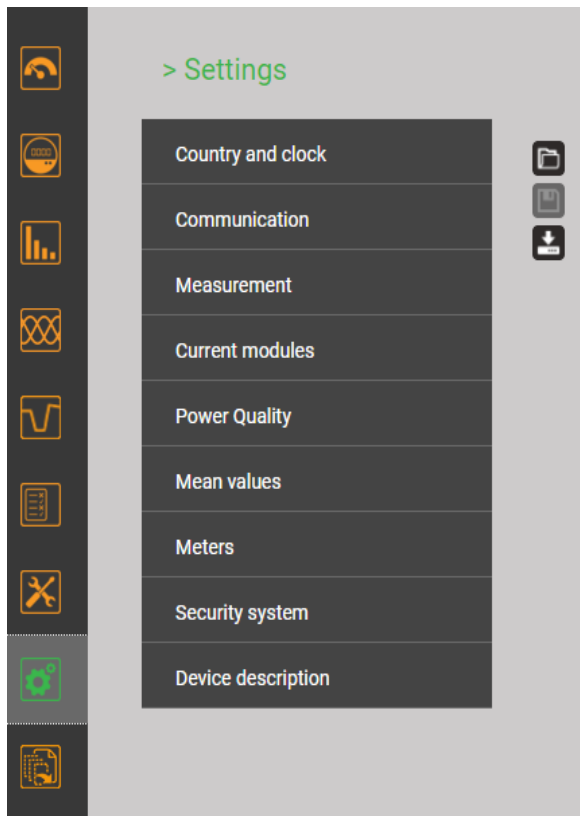 > Settings
Country and clock
Communication
Measurement
Current modules
Power Quality
Mean values
Meters
Security system
Device description